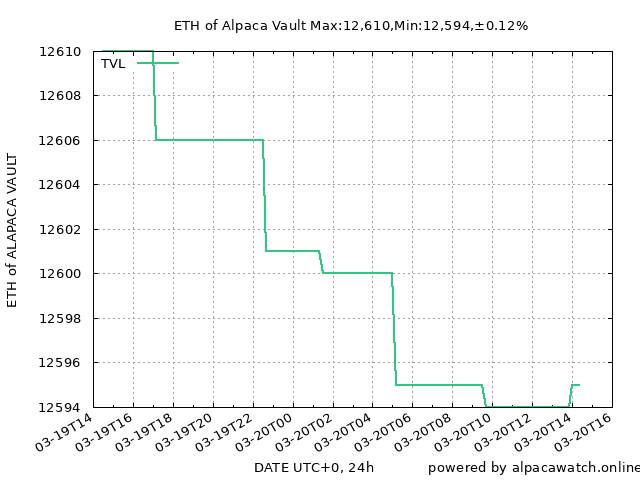 ETH of Alpaca Vault Max:12,610,Min:12,594,±0.12%
12610
TVL
12608
12606
12604
12602
12600
12598
12596
12594
ETH of ALAPACA VAULT
03-19T14
03-19T16
03-19T18
03-19T20
03-19T22
03-20T00
03-20T02
03-20T04
03-20T06
03-20T08
03-20T10
03-20T12
03-20T14
03-20T16
DATE UTC+0, 24h
powered by alpacawatch.online